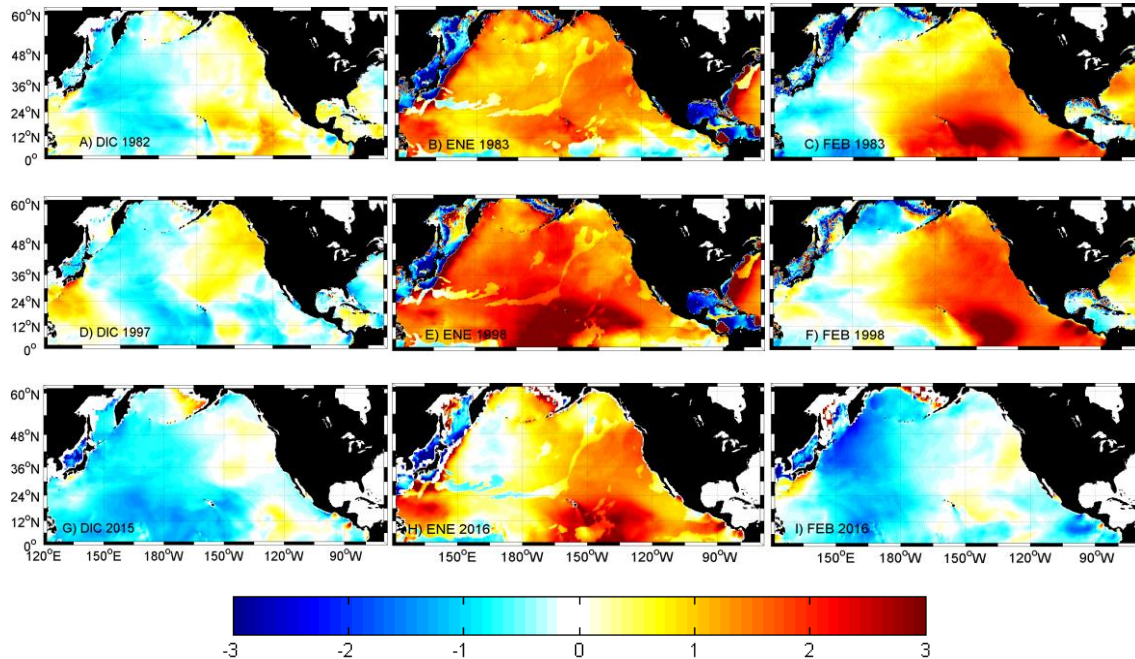 60°N
48°N
36°N
24°N
12°N
0°
A) DIC 1982
B) ENE 1983
C) FEB 1983
60°N
48°N
36°N
24°N
12°N
0°
D) DIC 1997
E) ENE 1998
F) FEB 1998
60°N
48°N
36°N
24°N
12°N
0°
G) DIC 2015
H) ENE 2016
I) FEB 2016
120°E 150°E 180°W 150°W 120°W 90°W
150°E 180°W 150°W 120°W 90°W
150°E 180°W 150°W 120°W 90°W
-3 -2 -1 0 1 2 3